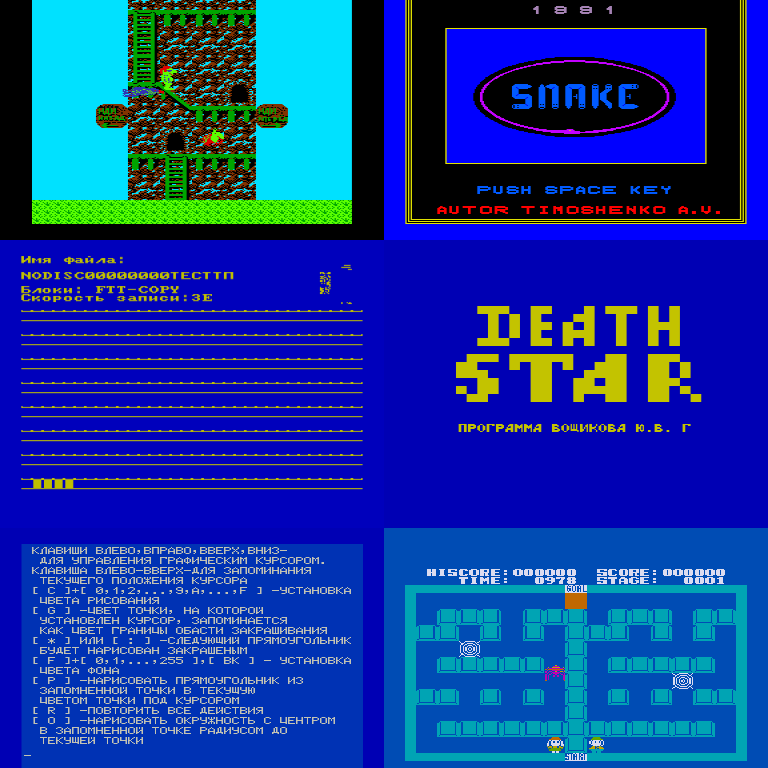 1991
SNAKE
PUSH SPACE KEY
AUTOR TIMOSHENKO A.V.
Имя файла:
NODISC00000000ТЕСТТП
Блоки: FTT-COPY
Скорость записи:3E
DEATH
STAR
ПРОГРАММА ВОЩИКОВА Ю.В. Г
КЛАВИШИ ВЛЕВО,ВПРАВО,ВВЕРХ,ВНИЗ-
ДЛЯ УПРАВЛЕНИЯ ГРАФИЧЕСКИМ КУРСОРОМ.
КЛАВИША ВЛЕВО-ВВЕРХ-ДЛЯ ЗАПОМИНАНИЯ
ТЕКУЩЕГО ПОЛОЖЕНИЯ КУРСОРА
[ C ]+[ 0,1,2,...,9,A,...,F ] -УСТАНОВКА
ЦВЕТА РИСОВАНИЯ
[ G ] -ЦВЕТ ТОЧКИ, НА КОТОРОЙ
УСТАНОВЛЕН КУРСОР, ЗАПОМИНАЕТСЯ
КАК ЦВЕТ ГРАНИЦЫ ОБАСТИ ЗАКРАШИВАНИЯ
[ * ] ИЛИ [ : ] -СЛЕДУЮЩИЙ ПРЯМОУГОЛЬНИК
БУДЕТ НАРИСОВАН ЗАКРАШЕНЫМ
[ F ]+[ 0,1,...,255 ],[ ВК ] - УСТАНОВКА
ЦВЕТА ФОНА
[ P ] -НАРИСОВАТЬ ПРЯМОУГОЛЬНИК ИЗ
ЗАПОМНЕННОЙ ТОЧКИ В ТЕКУЩУЮ
ЦВЕТОМ ТОЧКИ ПОД КУРСОРОМ
[ R ] -ПОВТОРИТЬ ВСЕ ДЕЙСТВИЯ
[ O ] -НАРИСОВАТЬ ОКРУЖНОСТЬ С ЦЕНТРОМ
В ЗАПОМНЕННОЙ ТОЧКЕ РАДИУСОМ ДО
ТЕКУЩЕЙ ТОЧКИ
HISCORE:000000 SCORE:000000
TIME: 0978 STAGE: 0001
GOAL
START